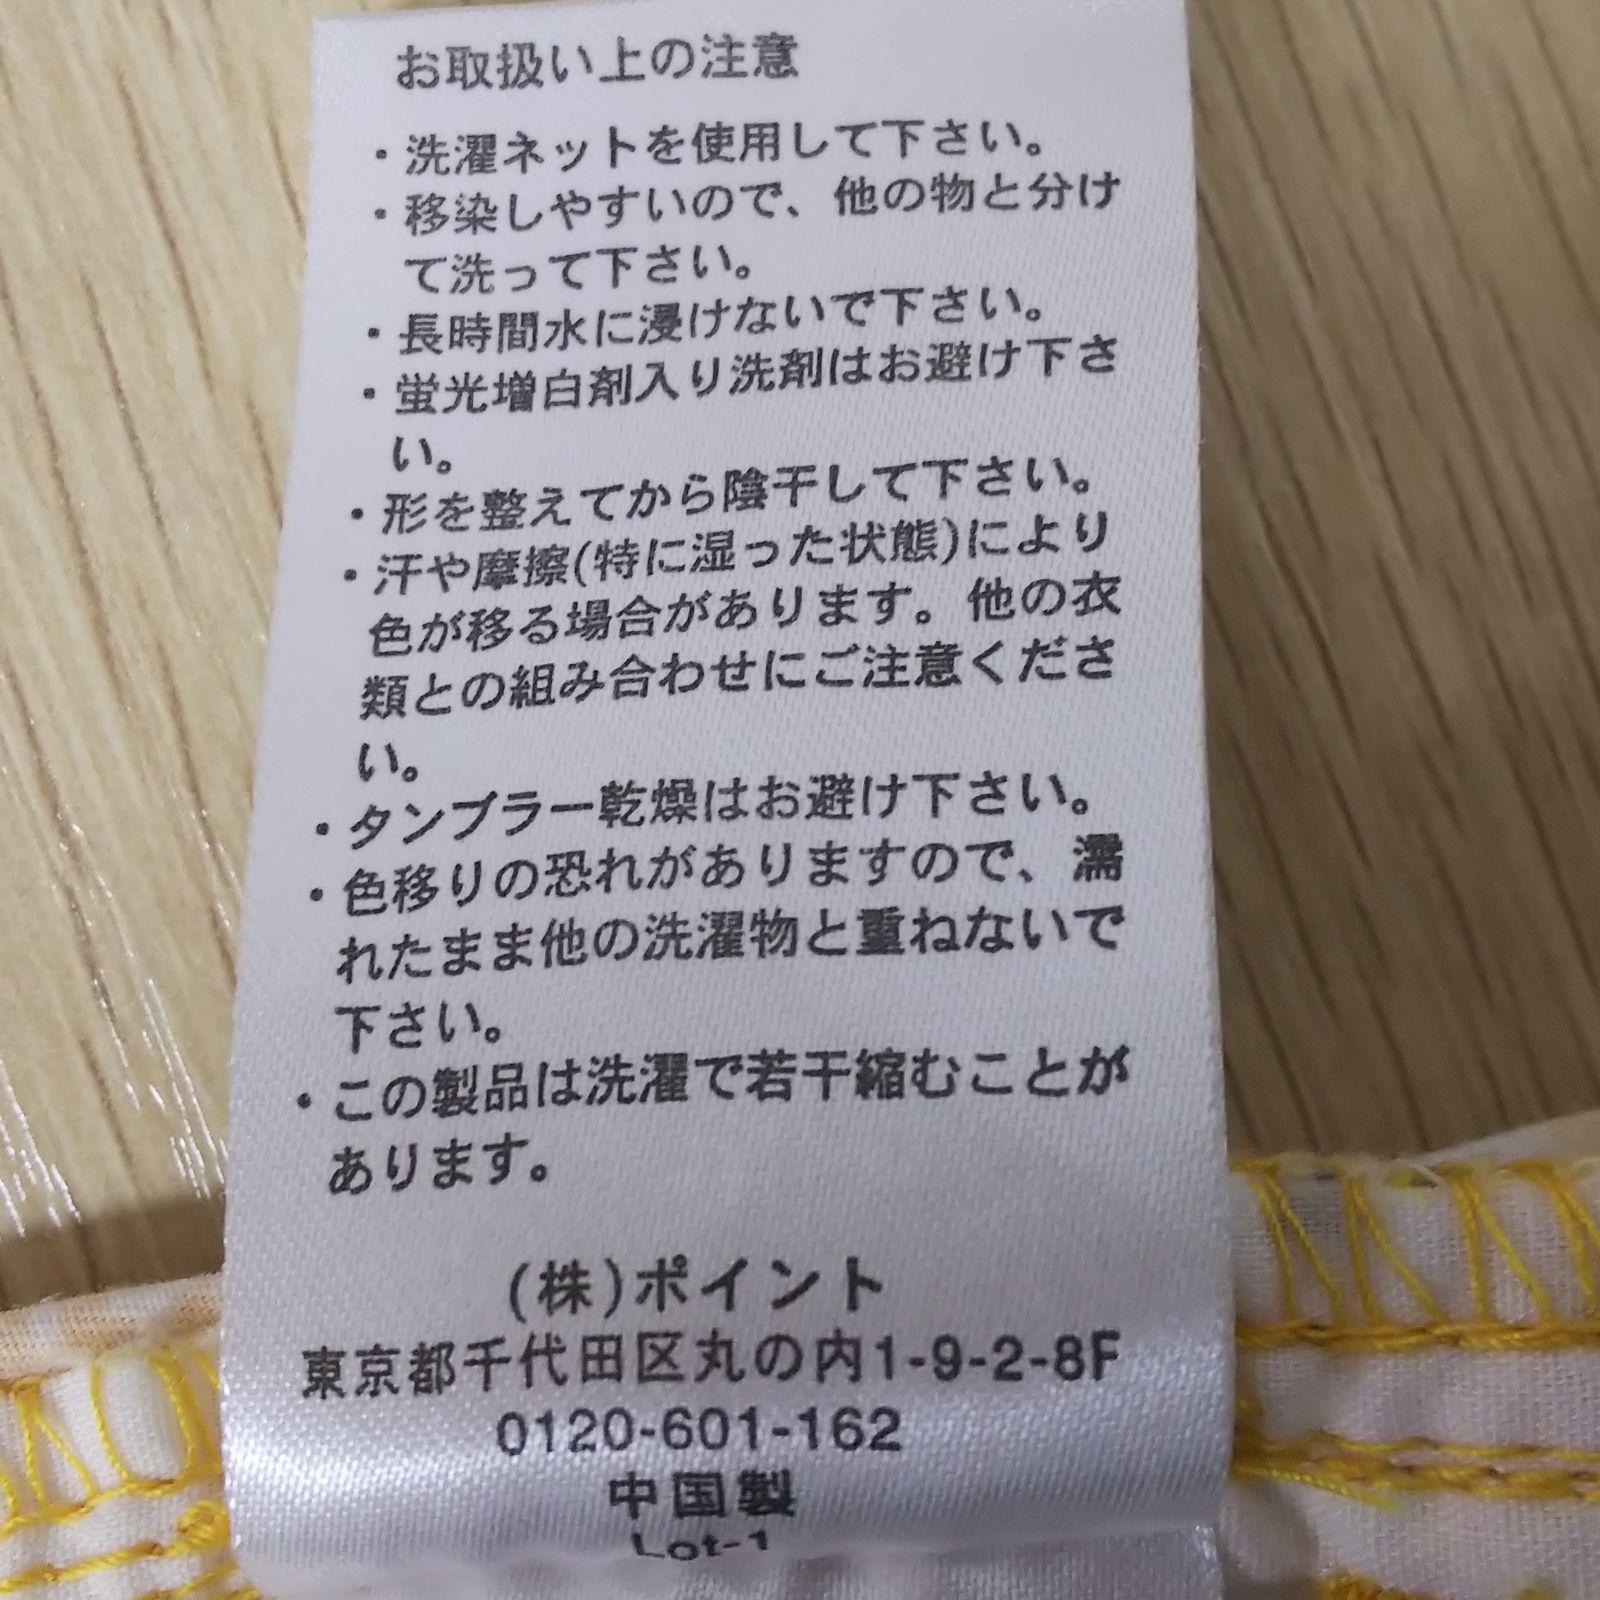 お取扱い上の注意
・洗濯ネットを使用して下さい。
・移染しやすいので、他の物と分け
て洗って下さい。
・長時間水に浸けないで下さい。
・蛍光増白剤入り洗剤はお避け下さ
い。
・形を整えてから陰干して下さい。
・汗や摩擦(特に湿った状態)により
色が移る場合があります。他の衣
類との組み合わせにご注意くださ
い。
・タンブラー乾燥はお避け下さい。
・色移りの恐れがありますので、濡
れたまま他の洗濯物と重ねないで
下さい。
・この製品は洗濯で若干縮むことが
あります。
(株)ポイント
東京都千代田区丸の内1-9-2-8F
0120-601-162
中国製
Lot-1